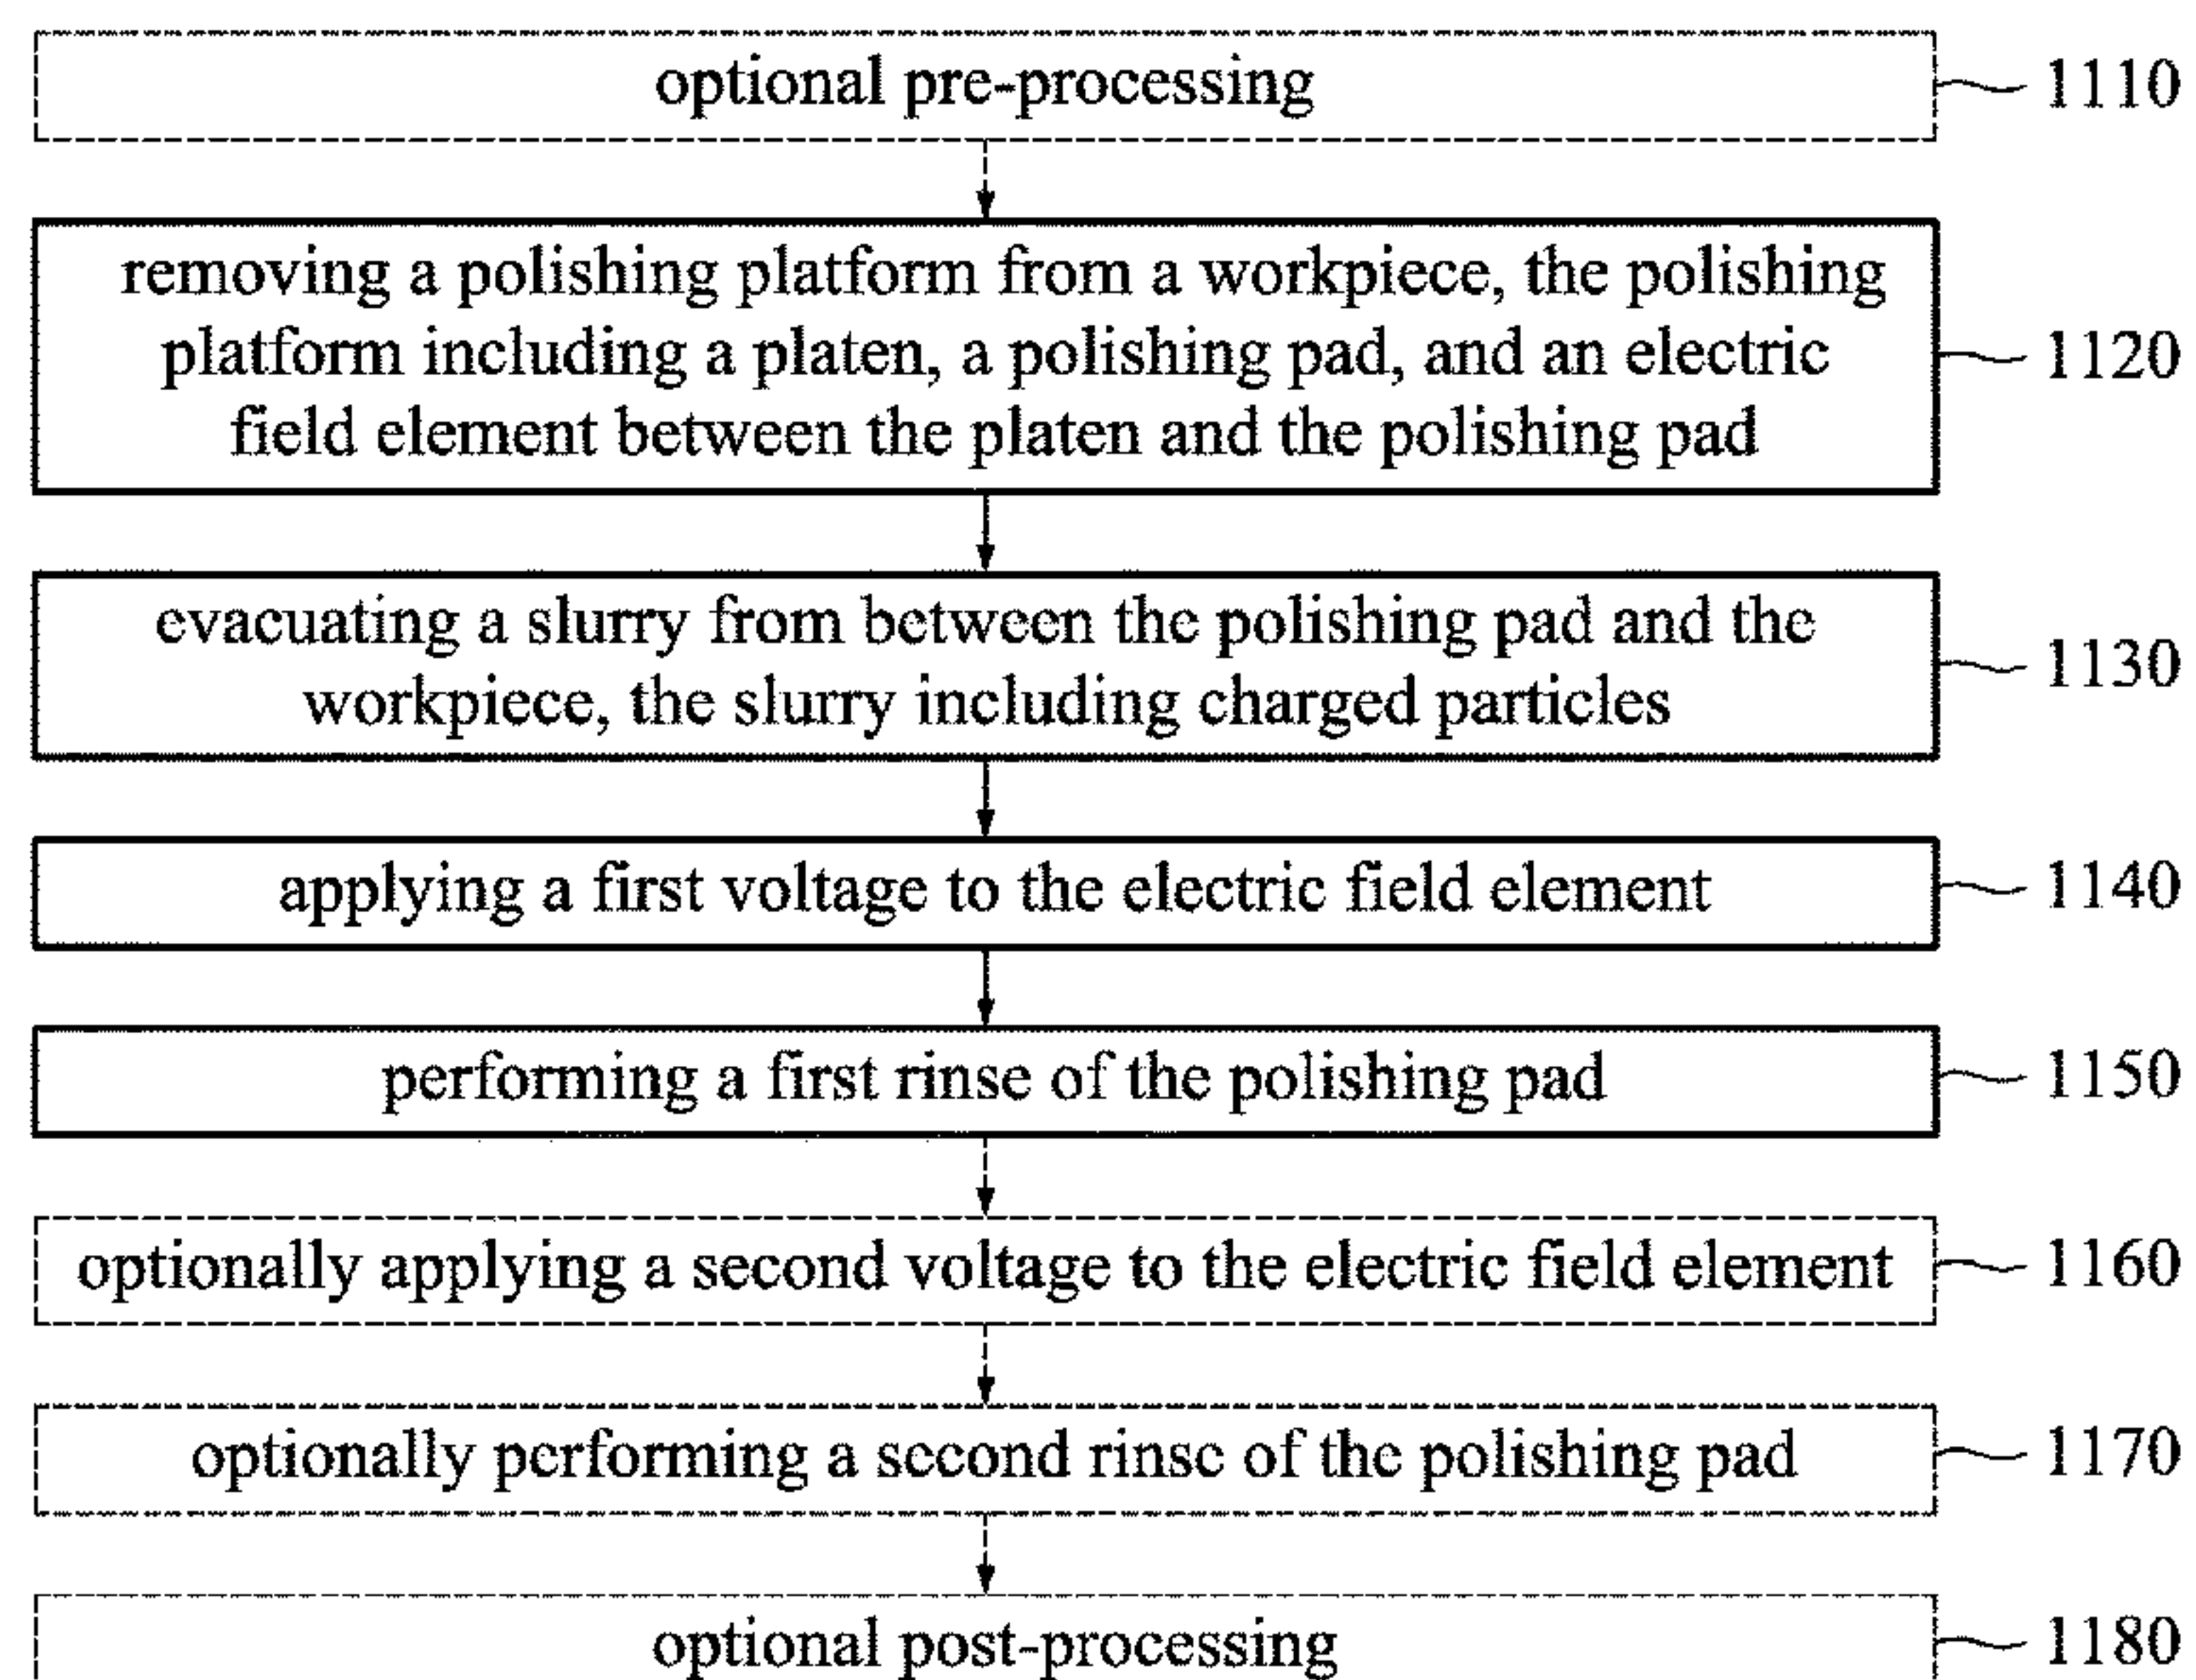 optional pre-processing 1110
removing a polishing platform from a workpiece, the polishing
platform including a platen, a polishing pad, and an electric 1120
field element between the platen and the polishing pad
evacuating a slurry from between the polishing pad and the
1130
workpiece, the slurry including charged particles
applying a first voltage to the electric field element 1140
performing a first rinse of the polishing pad 1150
optionally applying a second voltage to the electric field element 1160
optionally performing a second rinse of the polishing pad 1170
optional post-processing 1180